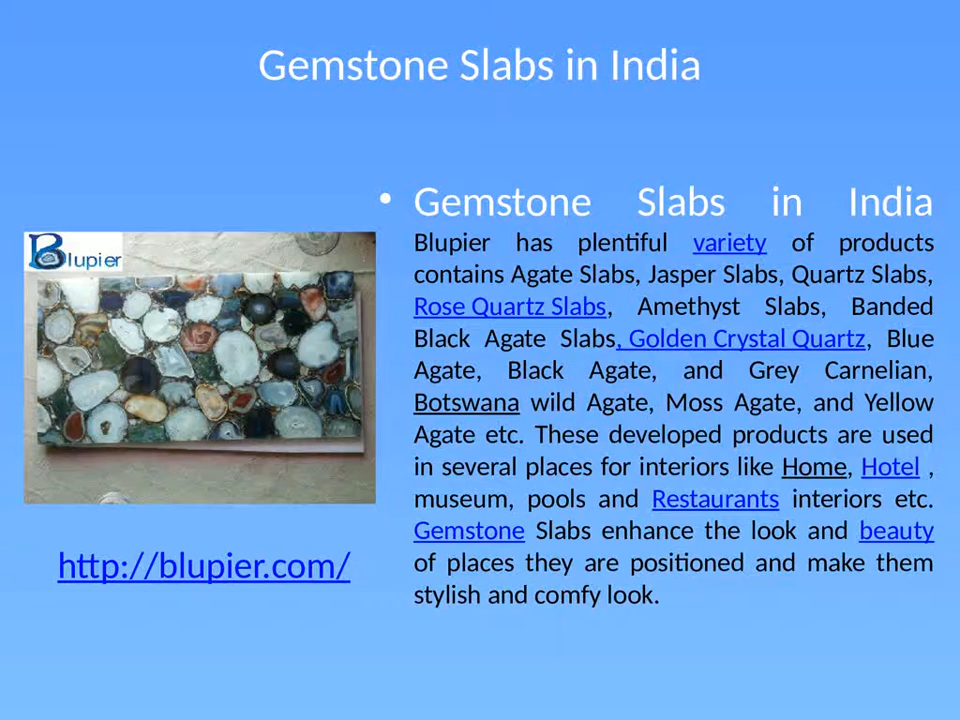 Gemstone Slabs in India
• Gemstone Slabs in India
Blupier has plentiful variety of products
contains Agate Slabs, Jasper Slabs, Quartz Slabs,
Rose Quartz Slabs, Amethyst Slabs, Banded
Black Agate Slabs, Golden Crystal Quartz, Blue
Agate, Black Agate, and Grey Carnelian,
Botswana wild Agate, Moss Agate, and Yellow
Agate etc. These developed products are used
in several places for interiors like Home, Hotel ,
museum, pools and Restaurants interiors etc.
Gemstone Slabs enhance the look and beauty
of places they are positioned and make them
stylish and comfy look.
Blupier
http://blupier.com/